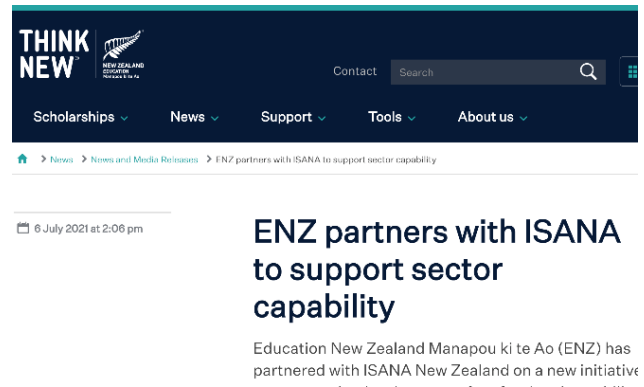 THINK
NEW
NEW ZEALAND
EDUCATION
Manapou ki te Ao
Contact
Search
Scholarships
News
Support
Tools
About us
News > News and Media Releases > ENZ partners with ISANA to support sector capability
6 July 2021 at 2:06 pm
ENZ partners with ISANA
to support sector
capability
Education New Zealand Manapou ki te Ao (ENZ) has
partnered with ISANA New Zealand on a new initiative